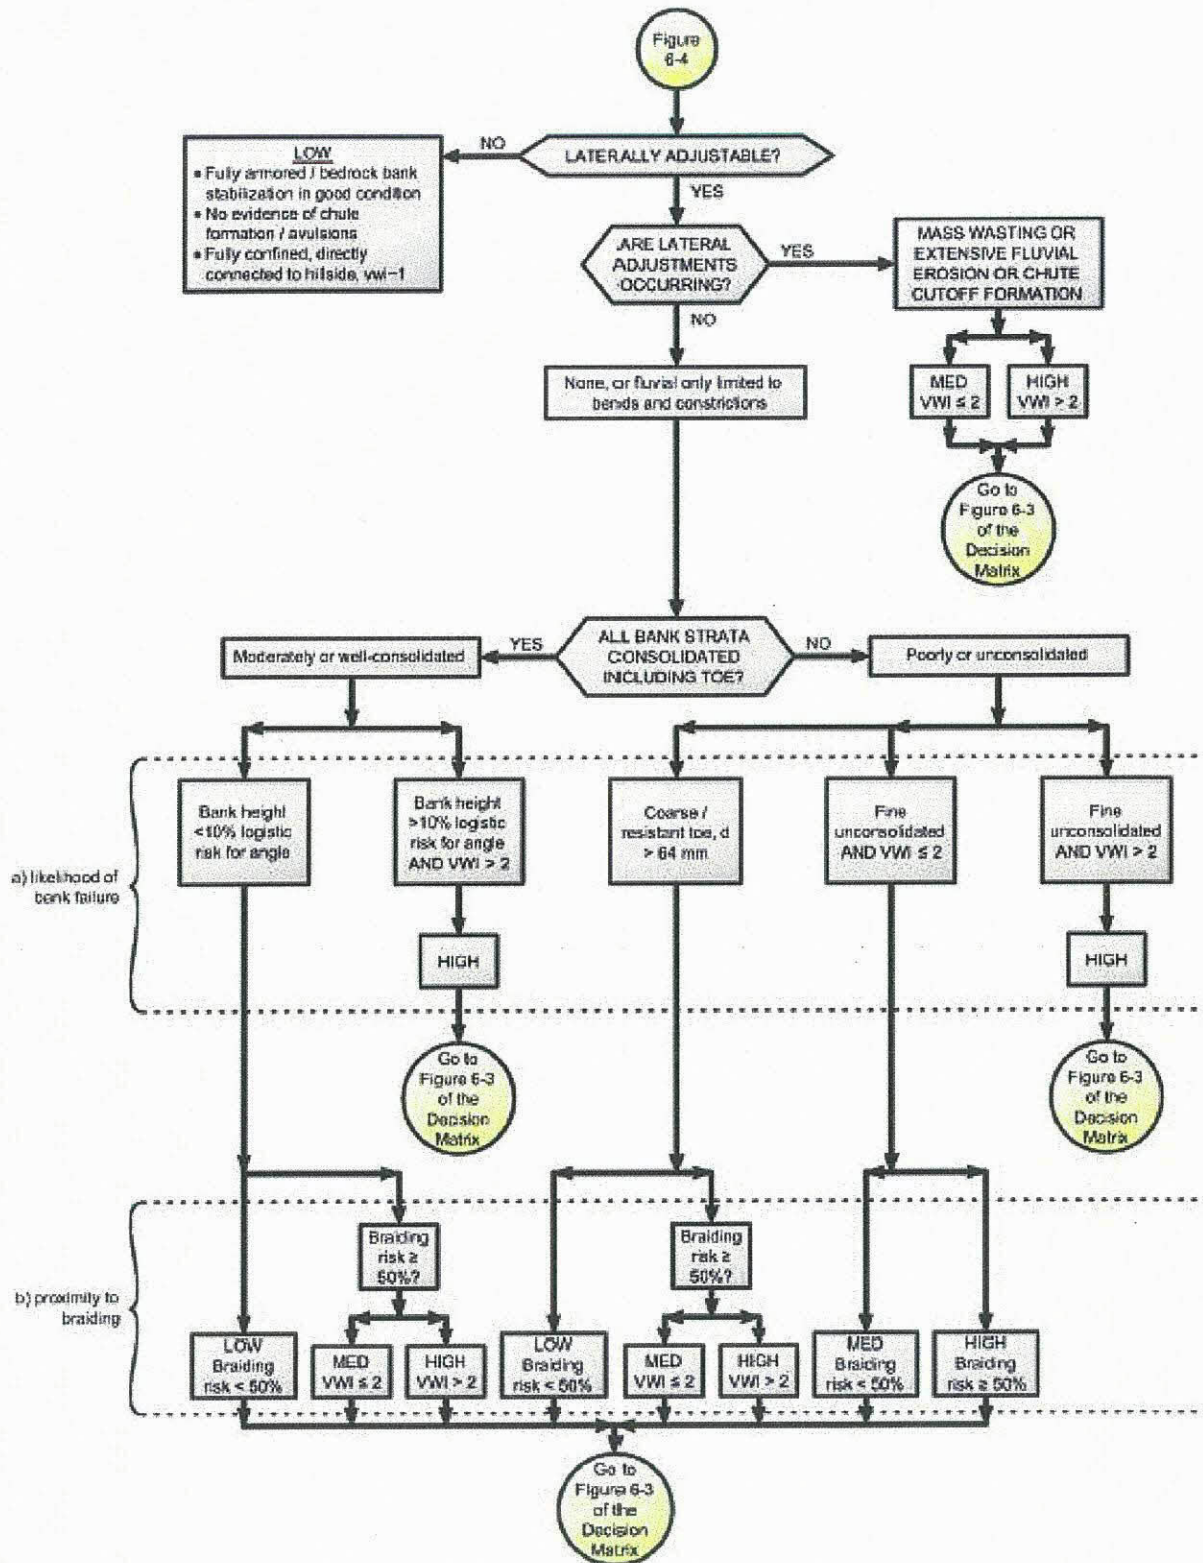 Figure
6-4
LATERALLY ADJUSTABLE?
NO
LOW
• Fully armored / bedrock bank
stabilization in good condition
• No evidence of chute
formation / avulsions
• Fully confined, directly
connected to hillside, vwi~1
YES
ARE LATERAL
ADJUSTMENTS
OCCURRING?
YES
MASS WASTING OR
EXTENSIVE FLUVIAL
EROSION OR CHUTE
CUTOFF FORMATION
NO
MED
VWI ≤ 2
HIGH
VWI > 2
None, or fluvial only limited to
bends and constrictions
Go to
Figure 6-3
of the
Decision
Matrix
ALL BANK STRATA
CONSOLIDATED
INCLUDING TOE?
YES
NO
Moderately or well-consolidated
Poorly or unconsolidated
a) likelihood of
bank failure
Bank height
<10% logistic
risk for angle
Bank height
>10% logistic
risk for angle
AND VWI > 2
Coarse /
resistant toe, d
> 64 mm
Fine
unconsolidated
AND VWI ≤ 2
Fine
unconsolidated
AND VWI > 2
HIGH
HIGH
Go to
Figure 6-3
of the
Decision
Matrix
Go to
Figure 6-3
of the
Decision
Matrix
b) proximity to
braiding
Braiding
risk ≥
50%?
Braiding
risk ≥
50%?
LOW
Braiding
risk < 50%
MED
VWI ≤ 2
HIGH
VWI > 2
LOW
Braiding
risk < 50%
MED
VWI ≤ 2
HIGH
VWI > 2
MED
Braiding
risk < 50%
HIGH
Braiding
risk ≥ 50%
Go to
Figure 6-3
of the
Decision
Matrix